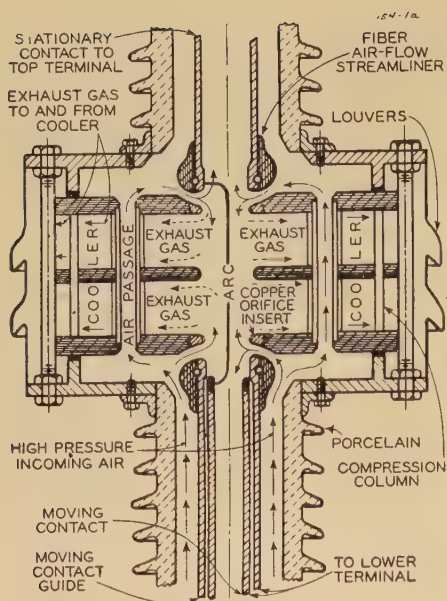 154-1a
STATIONARY
CONTACT TO
TOP TERMINAL
FIBER
AIR-FLOW
STREAMLINER
EXHAUST GAS
TO AND FROM
COOLER
LOUVERS
COOLER
AIR PASSAGE
EXHAUST
GAS
EXHAUST
GAS
ARC
EXHAUST
GAS
COPPER
ORIFICE
INSERT
COOLER
HIGH PRESSURE
INCOMING AIR
PORCELAIN
COMPRESSION
COLUMN
MOVING
CONTACT
MOVING
CONTACT
GUIDE
TO LOWER
TERMINAL